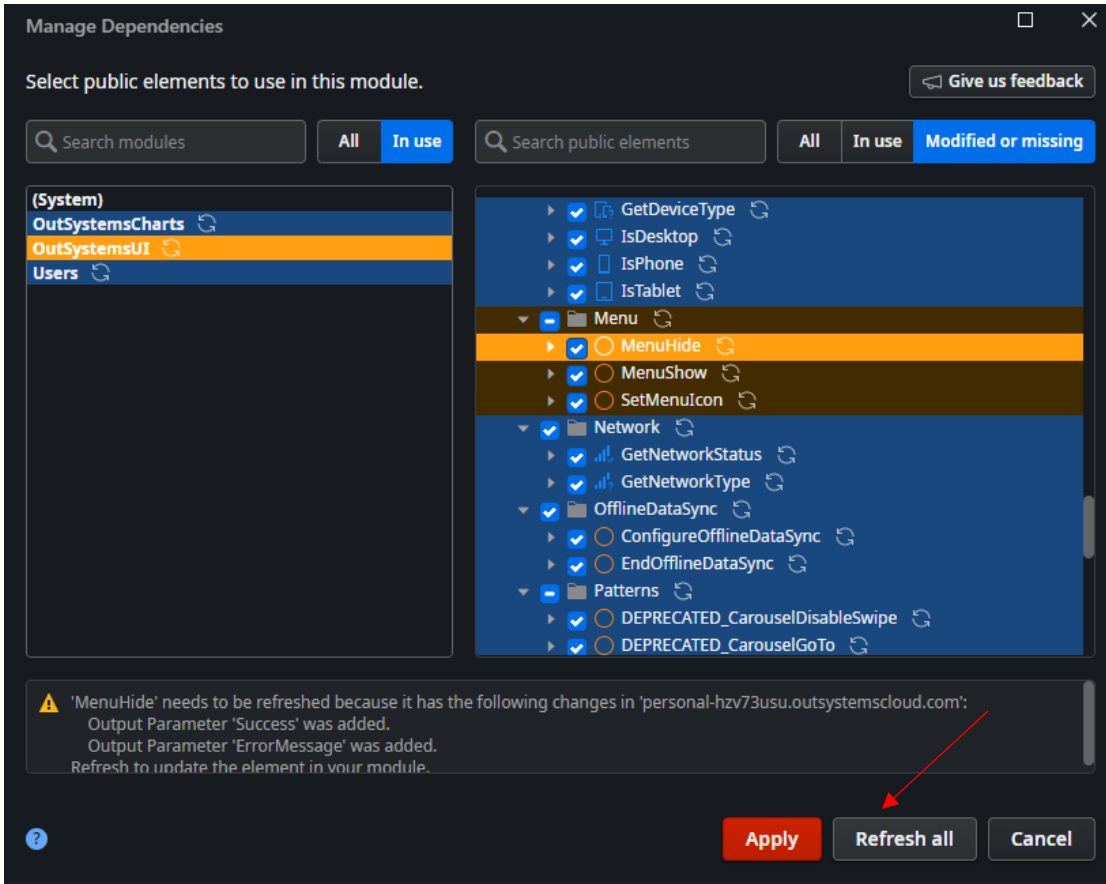 Manage Dependencies
Select public elements to use in this module.
Give us feedback
Search modules
All
In use
Search public elements
All
In use
Modified or missing
(System)
OutSystemsCharts
OutSystemsUI
Users
GetDeviceType
IsDesktop
IsPhone
IsTablet
Menu
MenuHide
MenuShow
SetMenuIcon
Network
GetNetworkStatus
GetNetworkType
OfflineDataSync
ConfigureOfflineDataSync
EndOfflineDataSync
Patterns
DEPRECATED_CarouselDisableSwipe
DEPRECATED_CarouselGoTo
'MenuHide' needs to be refreshed because it has the following changes in 'personal-hzv73usu.outsystemscloud.com':
Output Parameter 'Success' was added.
Output Parameter 'ErrorMessage' was added.
Refresh to update the element in your module.
?
Apply
Refresh all
Cancel